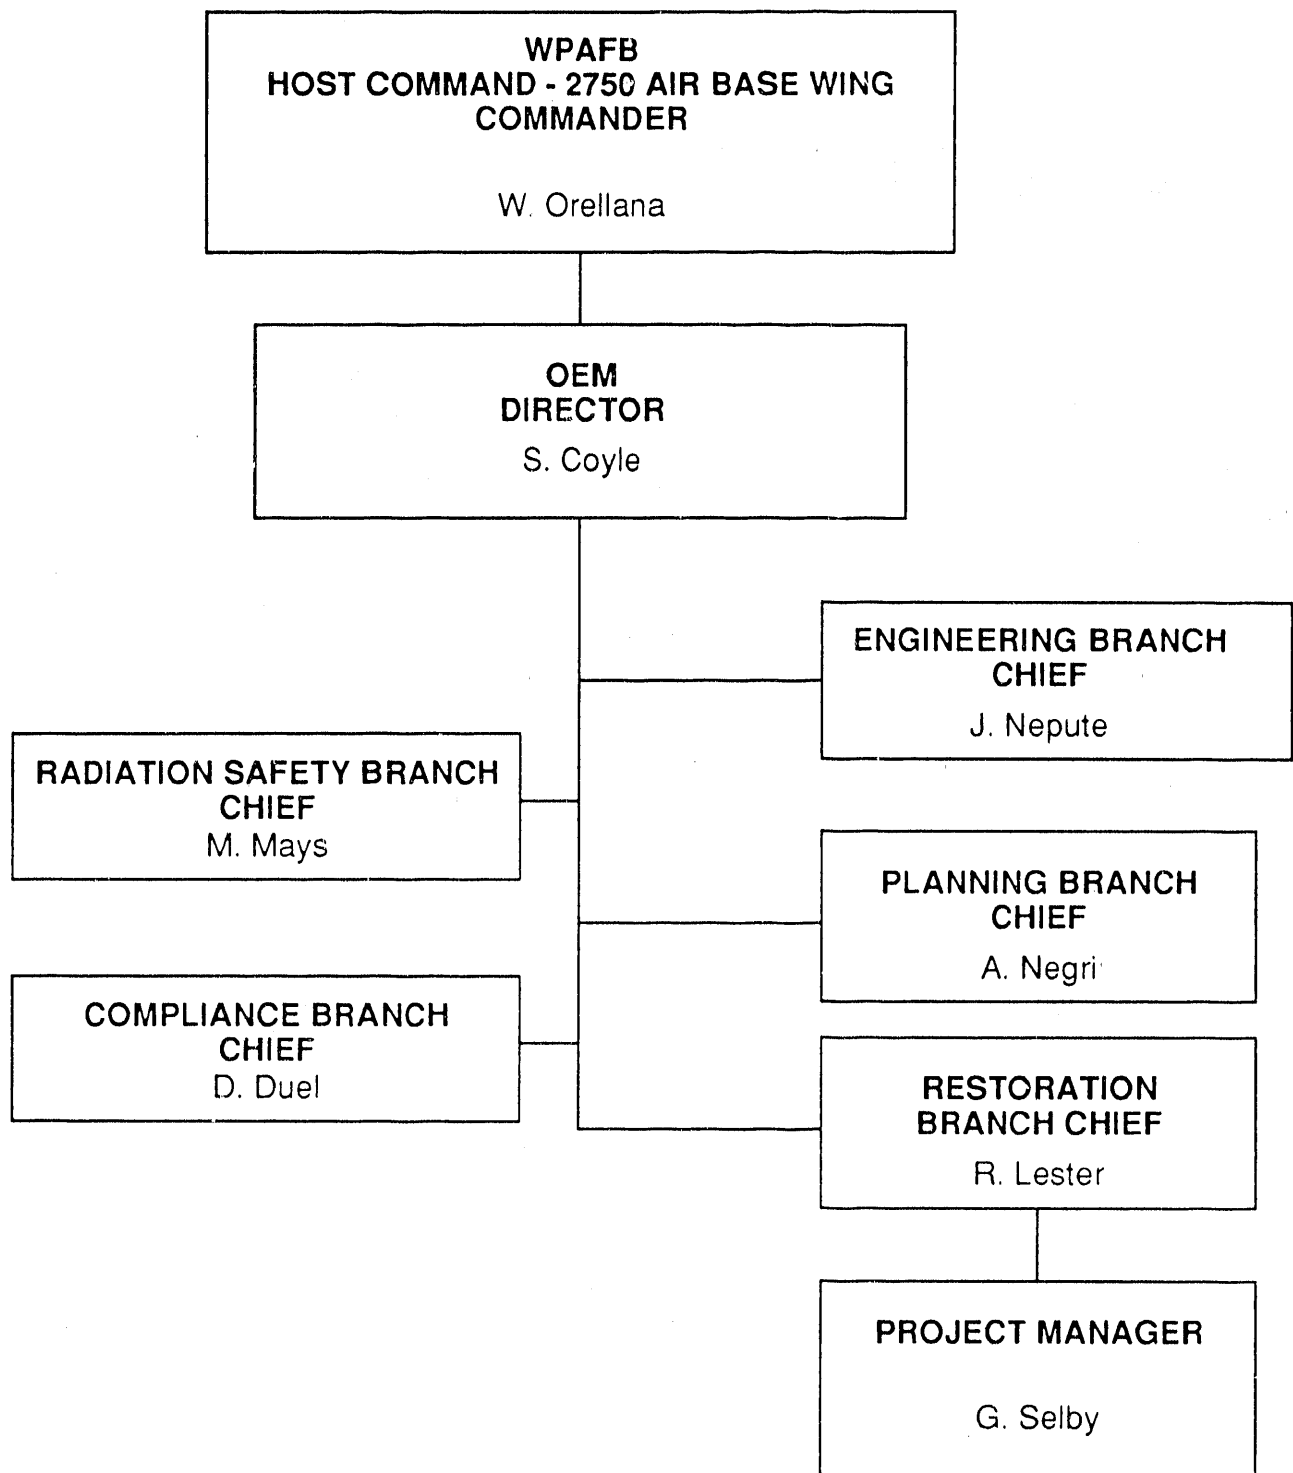 WPAFB
HOST COMMAND - 2750 AIR BASE WING
COMMANDER
W. Orellana
OEM
DIRECTOR
S. Coyle
ENGINEERING BRANCH
CHIEF
J. Nepute
RADIATION SAFETY BRANCH
CHIEF
M. Mays
PLANNING BRANCH
CHIEF
A. Negri
COMPLIANCE BRANCH
CHIEF
D. Duel
RESTORATION
BRANCH CHIEF
R. Lester
PROJECT MANAGER
G. Selby